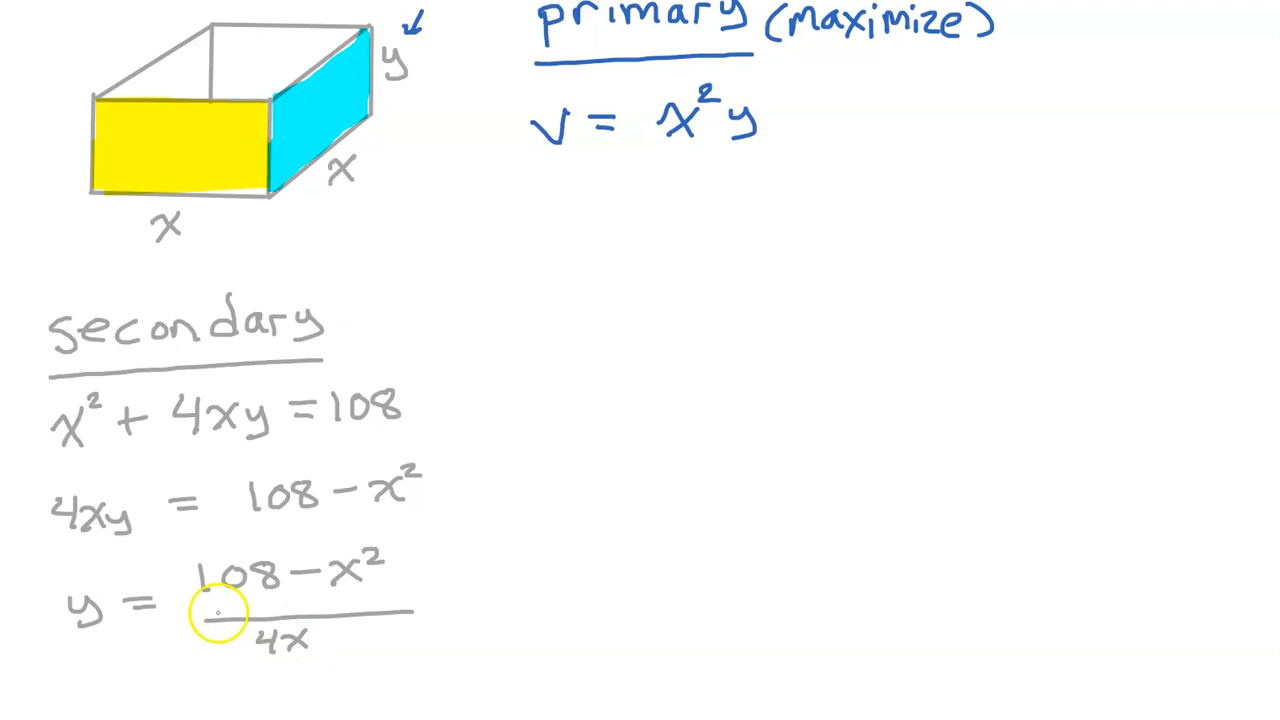 y
x
x
primary (maximize)
v = x²y
secondary
x² + 4xy = 108
4xy = 108 - x²
y = 108 - x²
4x